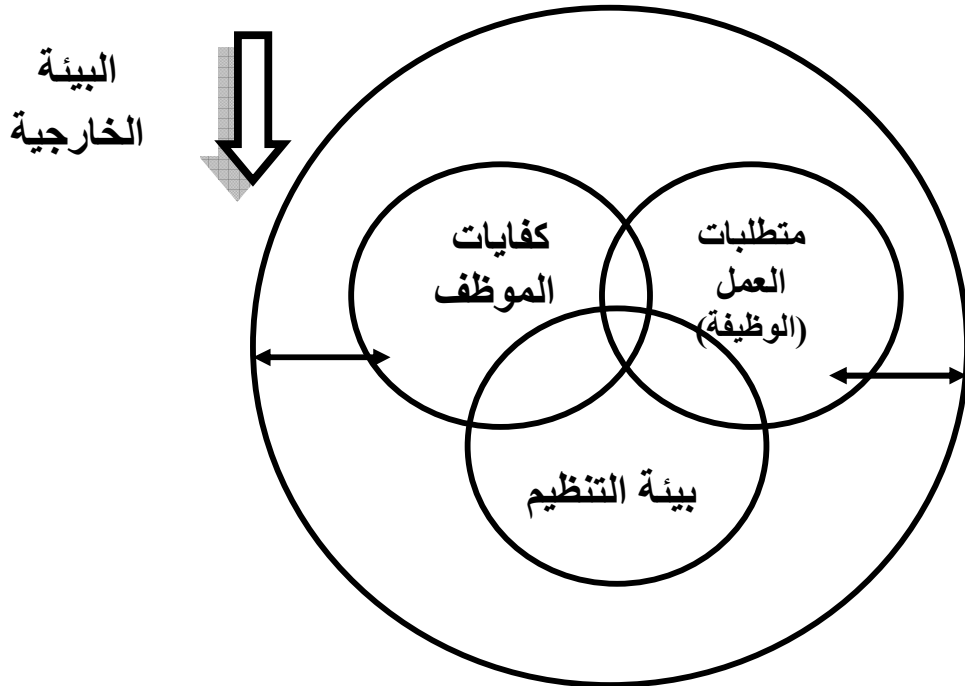 البيئة
الخارجية
متطلبات
العمل
(الوظيفة)
كفايات
الموظف
بيئة التنظيم